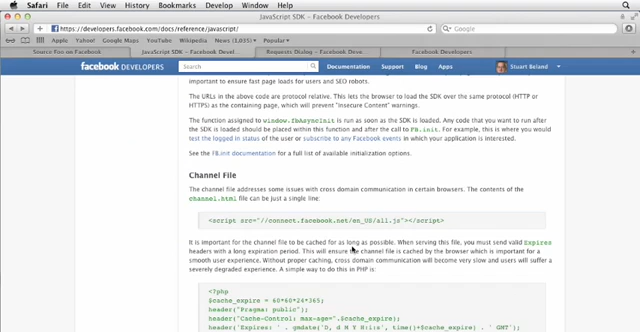 Safari File Edit View History Bookmarks Develop Window Help
JavaScript SDK – Facebook Developers
https://developers.facebook.com/docs/reference/javascript/
Google
Apple Yahoo! Google Maps YouTube Wikipedia News (1,055) Popular
Source Foo on Facebook JavaScript SDK – Facebook Devel... Requests Dialog – Facebook Deve... Facebook Developers
facebook DEVELOPERS Search Documentation Support Blog Apps
important to ensure fast page loads for users and SEO robots.
The URLs in the above code are protocol relative. This lets the browser to load the SDK over the same protocol (HTTP or
HTTPS) as the containing page, which will prevent "Insecure Content" warnings.
The function assigned to window.fbAsyncInit is run as soon as the SDK is loaded. Any code that you want to run after
the SDK is loaded should be placed within this function and after the call to FB.init. For example, this is where you would
test the logged in status of the user or subscribe to any Facebook events in which your application is interested.
See the FB.init documentation for a full list of available initialization options.
Channel File
The channel file addresses some issues with cross domain communication in certain browsers. The contents of the
channel.html file can be just a single line:
<script src="//connect.facebook.net/en_US/all.js"></script>
It is important for the channel file to be cached for as long as possible. When serving this file, you must send valid Expires
headers with a long expiration period. This will ensure the channel file is cached by the browser which is important for a
smooth user experience. Without proper caching, cross domain communication will become very slow and users will suffer a
severely degraded experience. A simple way to do this in PHP is:
<?php
$cache_expire = 60*60*24*365;
header("Pragma: public");
header("Cache-Control: max-age=".$cache_expire);
header('Expires: ' . gmdate('D, d M Y H:i:s', time()+$cache_expire) . ' GMT');